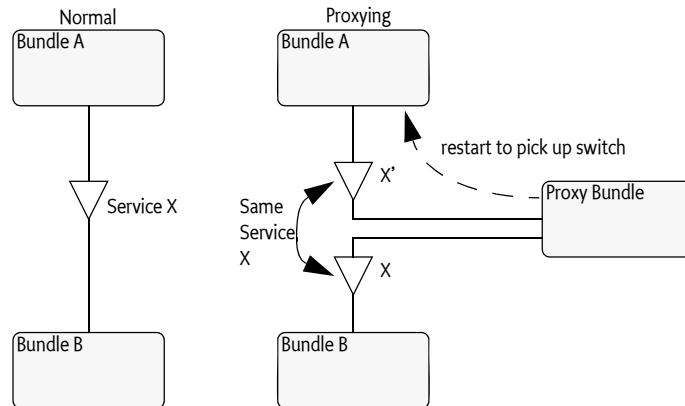 Normal
Proxying
Bundle A
Bundle A
restart to pick up switch
X'
Proxy Bundle
Service X
Same
Service
X
X
Bundle B
Bundle B